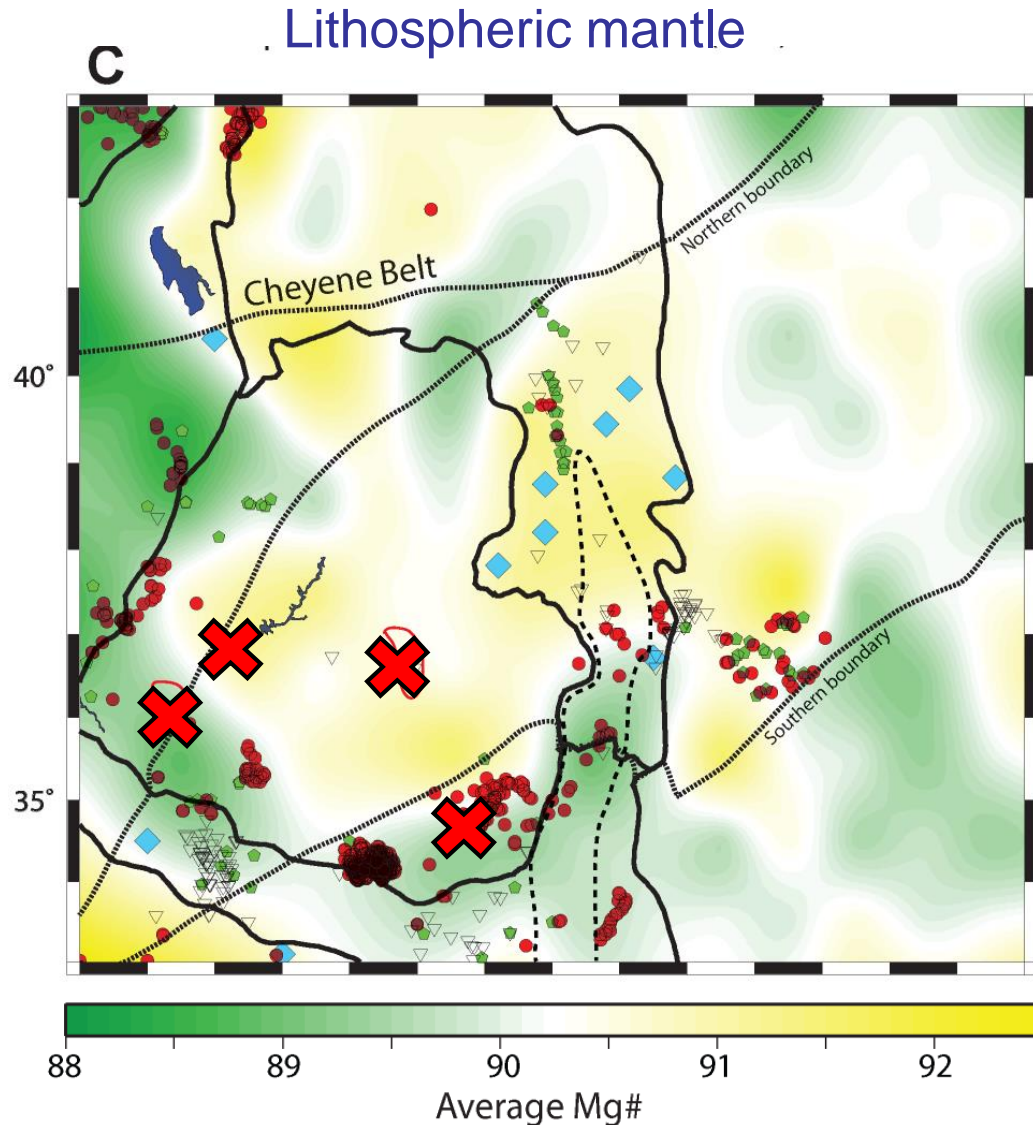 Lithospheric mantle
C
Northern boundary
Cheyene Belt
40°
35°
Southern boundary
88 89 90 91 92
Average Mg#